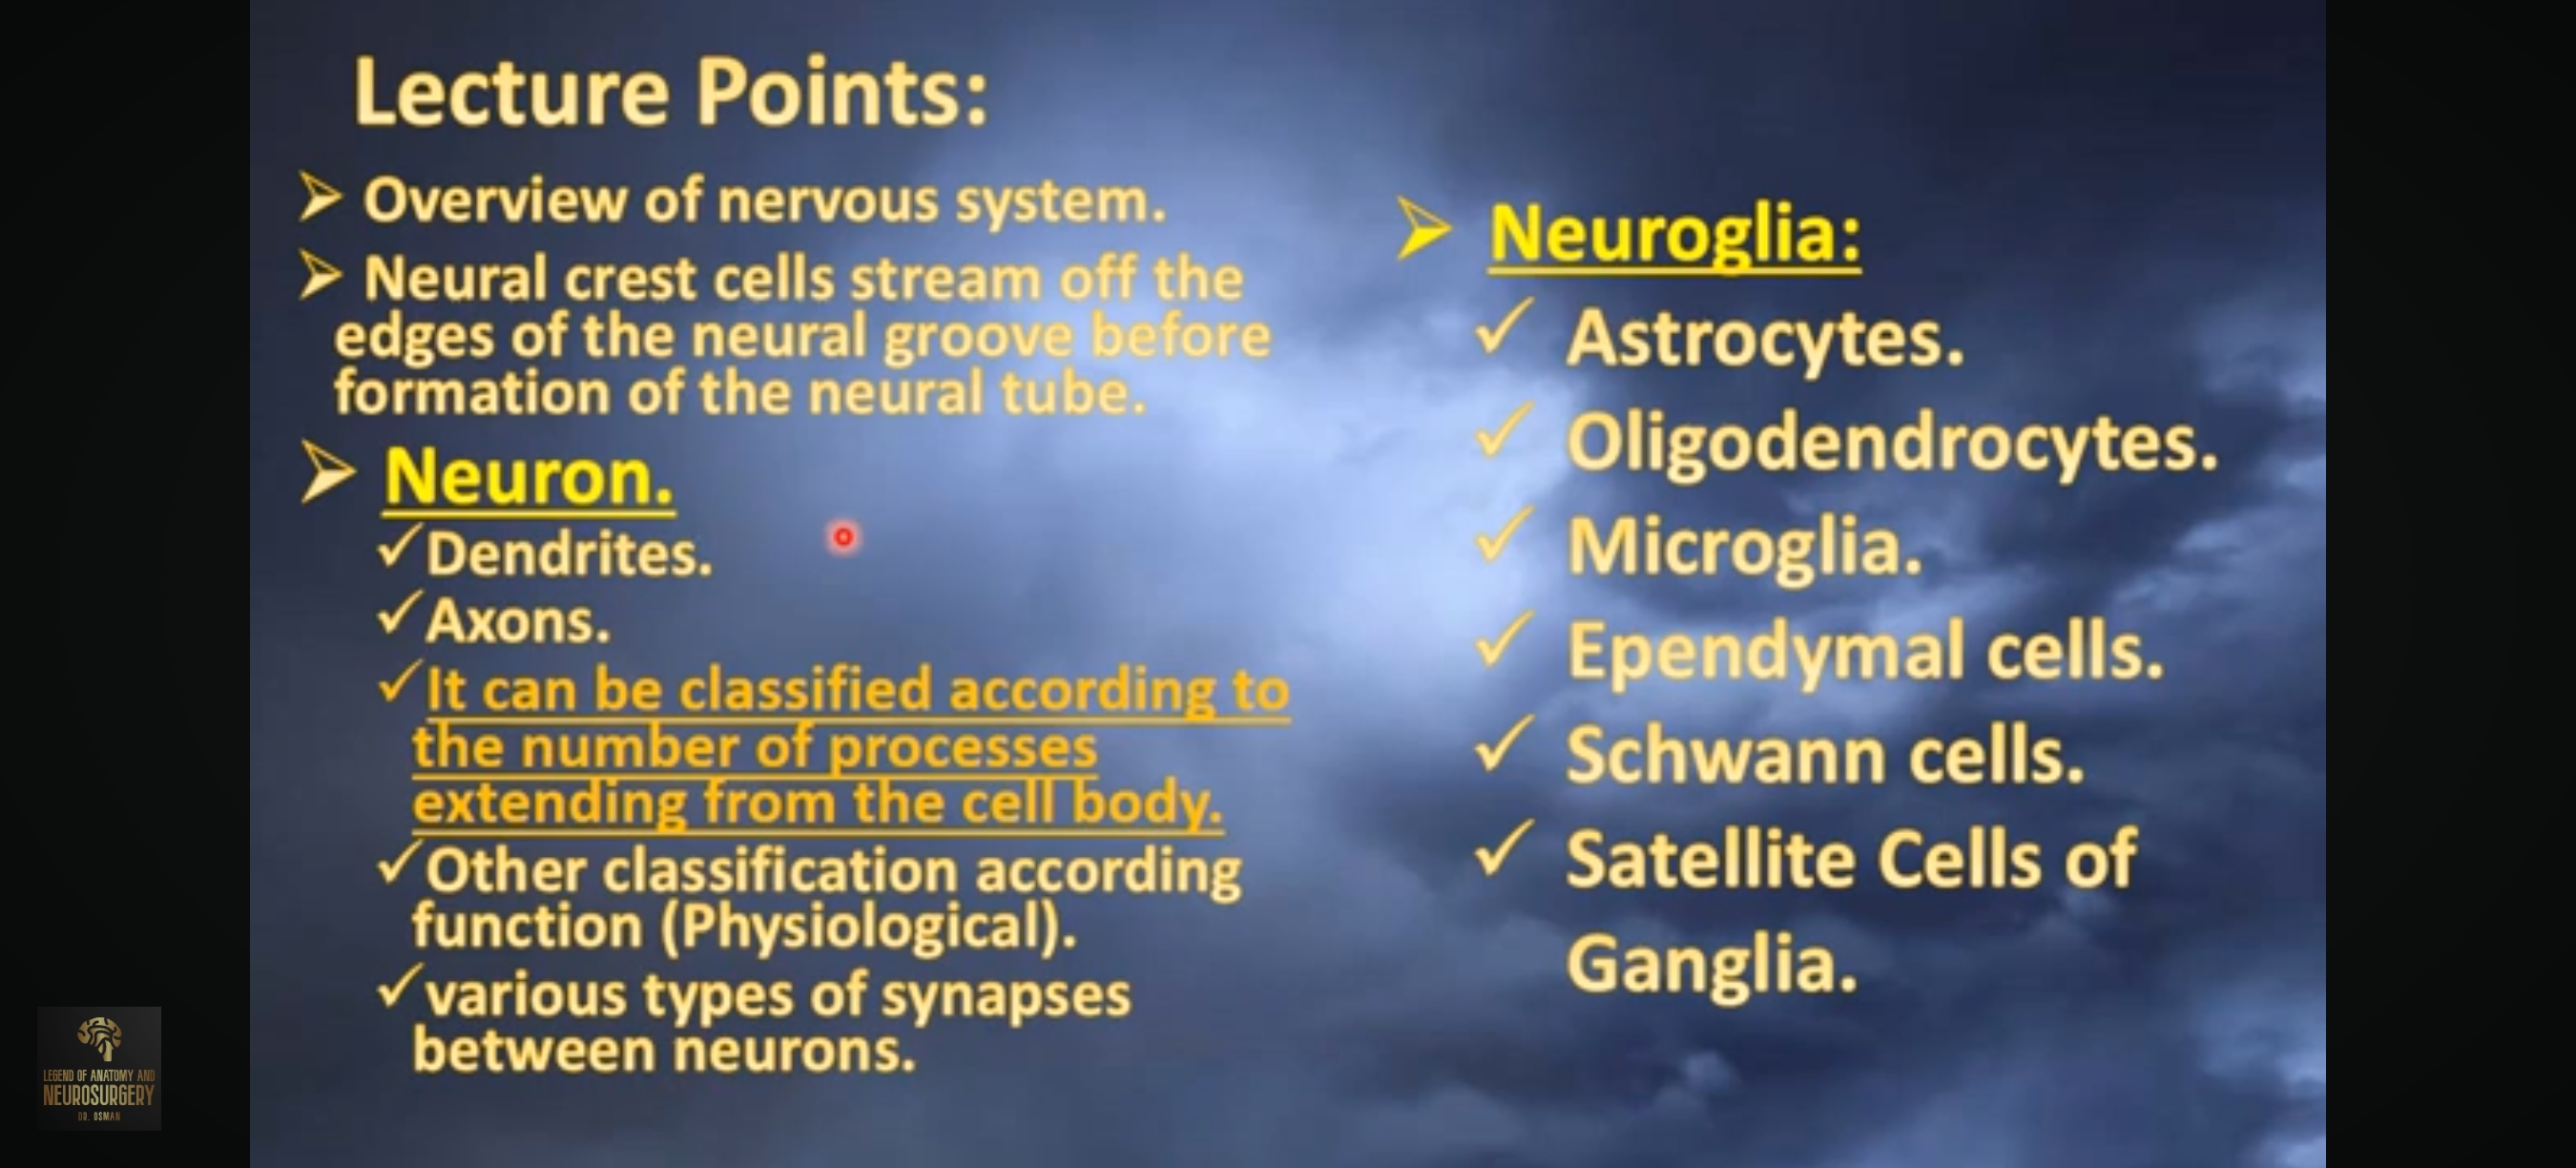 Lecture Points:
➢ Overview of nervous system.
➢ Neural crest cells stream off the
edges of the neural groove before
formation of the neural tube.
➢ Neuron.
✓Dendrites.
✓Axons.
✓It can be classified according to
the number of processes
extending from the cell body.
✓Other classification according
function (Physiological).
✓various types of synapses
between neurons.
➢ Neuroglia:
✓ Astrocytes.
✓ Oligodendrocytes.
✓ Microglia.
✓ Ependymal cells.
✓ Schwann cells.
✓ Satellite Cells of
Ganglia.
LEGEND OF ANATOMY AND
NEUROSURGERY
DR. OSMAN